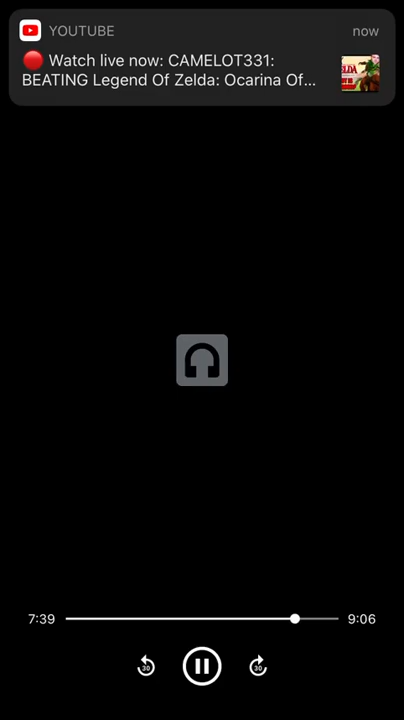 YOUTUBE
now
🔴 Watch live now: CAMELOT331:
BEATING Legend Of Zelda: Ocarina Of...
7:39
9:06
30
30